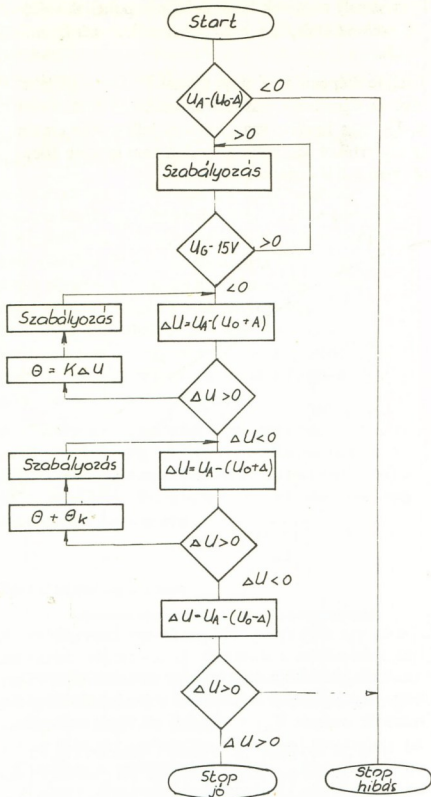 Start
U_A-(U_0-Δ)
<0
>0
Szabályozás
U_G-15V
>0
<0
Szabályozás
ΔU=U_A-(U_0+A)
Θ = KΔU
ΔU>0
ΔU<0
Szabályozás
ΔU=U_A-(U_0+Δ)
Θ + Θ_k
ΔU>0
ΔU<0
ΔU=U_A-(U_0-Δ)
ΔU>0
ΔU>0
Stop
jó
Stop
hibás